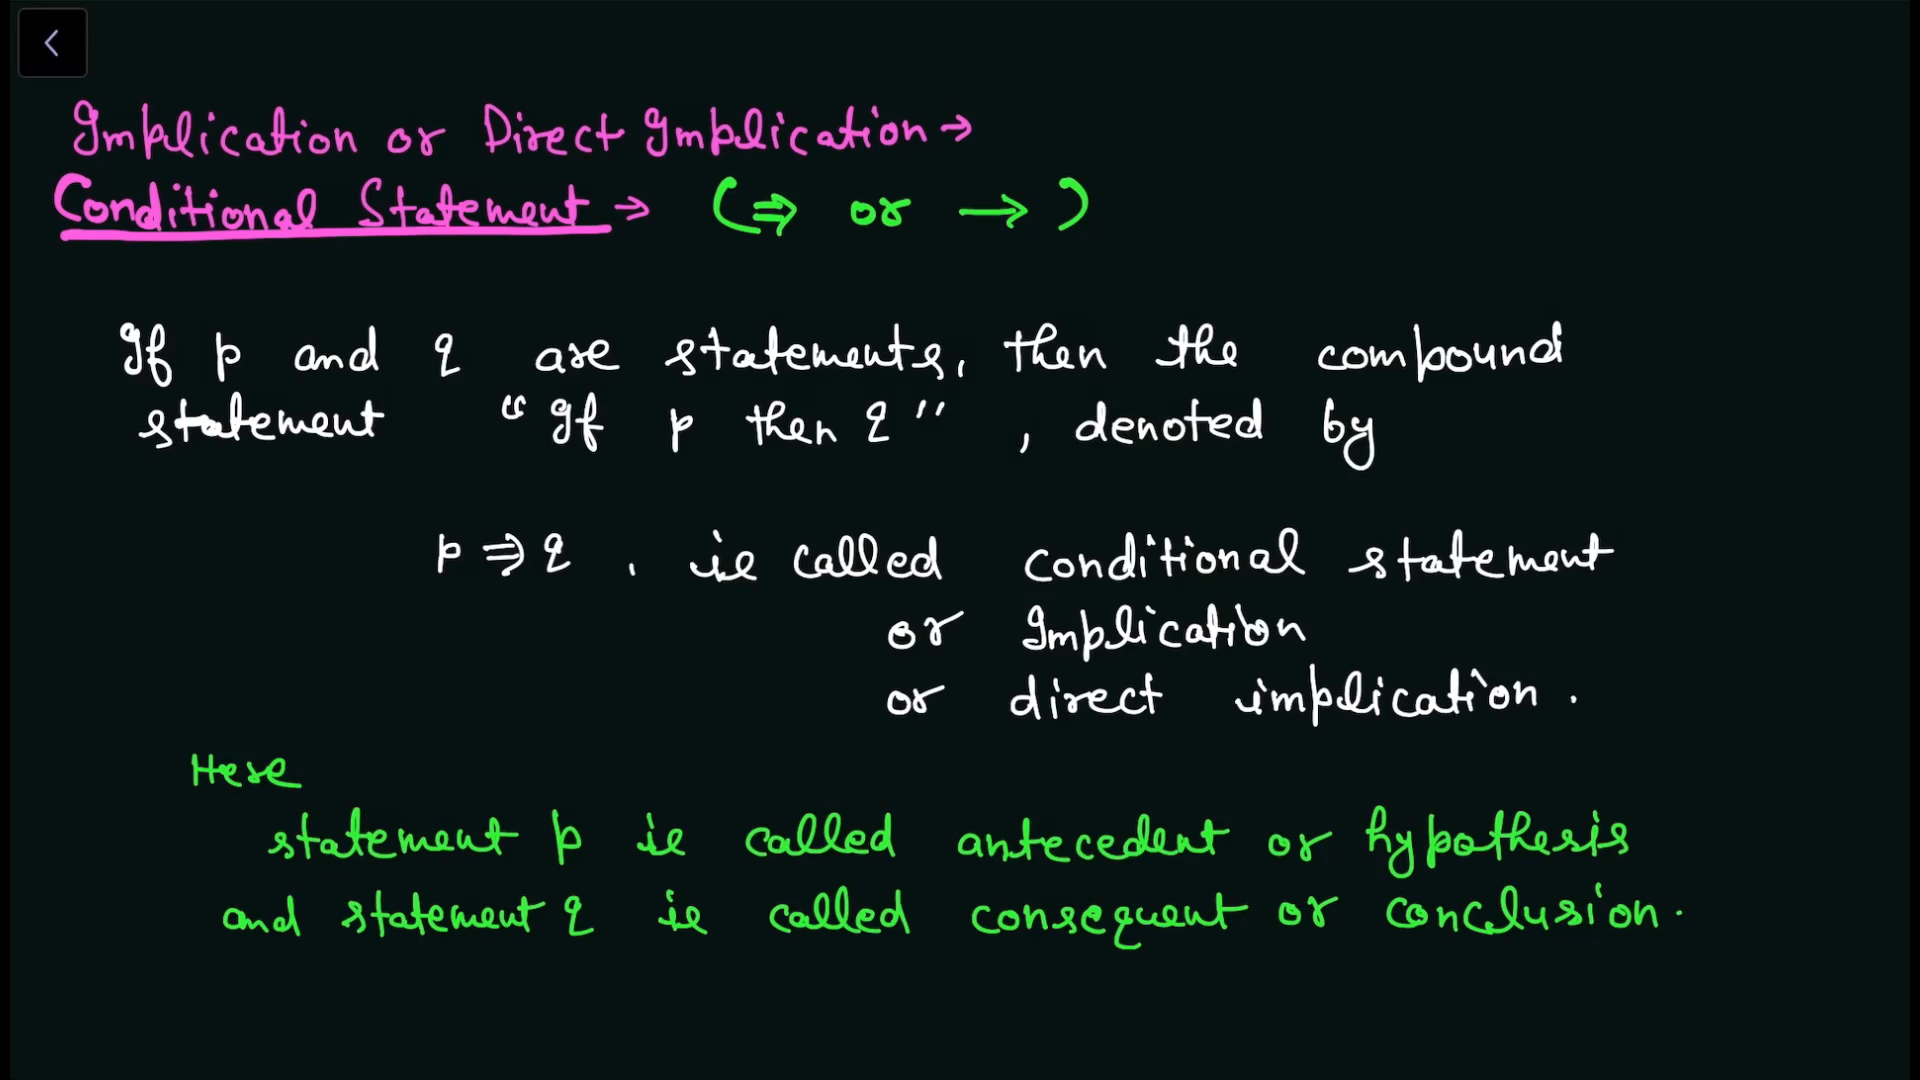 Implication or Direct Implication →
Conditional Statement → (⇒ or →)
If p and q are statements, then the compound
statement "If p then q", denoted by
p ⇒ q, is called conditional statement
or Implication
or direct implication.
Here
statement p is called antecedent or hypothesis
and statement q is called consequent or conclusion.